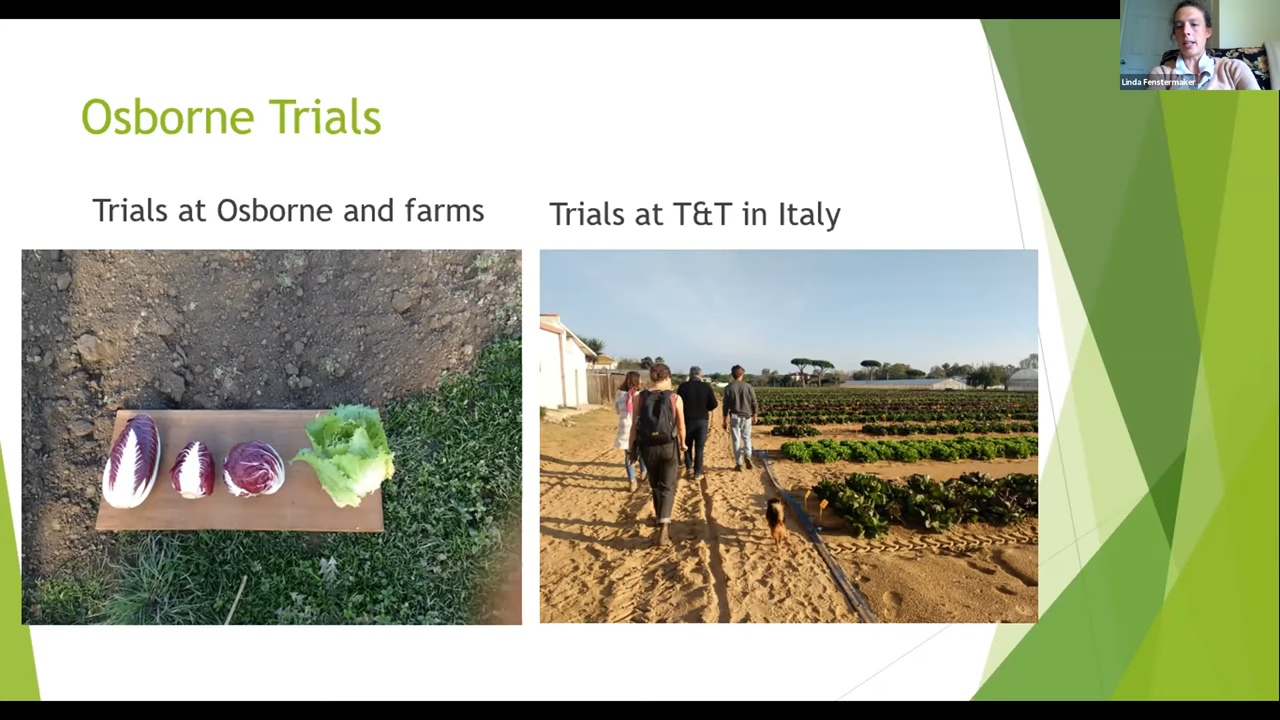 Osborne Trials
Trials at Osborne and farms
Trials at T&T in Italy
Linda Fenstermaker